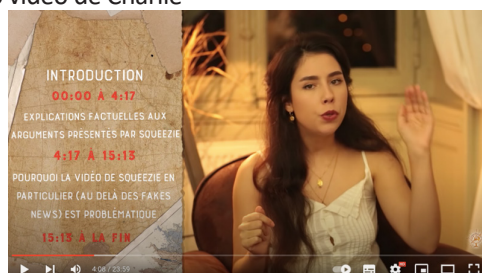 vidéo de Charlie
INTRODUCTION
00:00 A 4:17
EXPLICATIONS FACTUELLES AUX
ARGUMENTS PRÉSENTÉS PAR SQUEEZIE
4:17 À 15:13
POURQUOI LA VIDÉO DE SQUEEZIE EN
PARTICULIER (AU DELÀ DES FAKES
NEWS) EST PROBLÉMATIQUE
15:13 A LA FIN
4:08 / 23:59